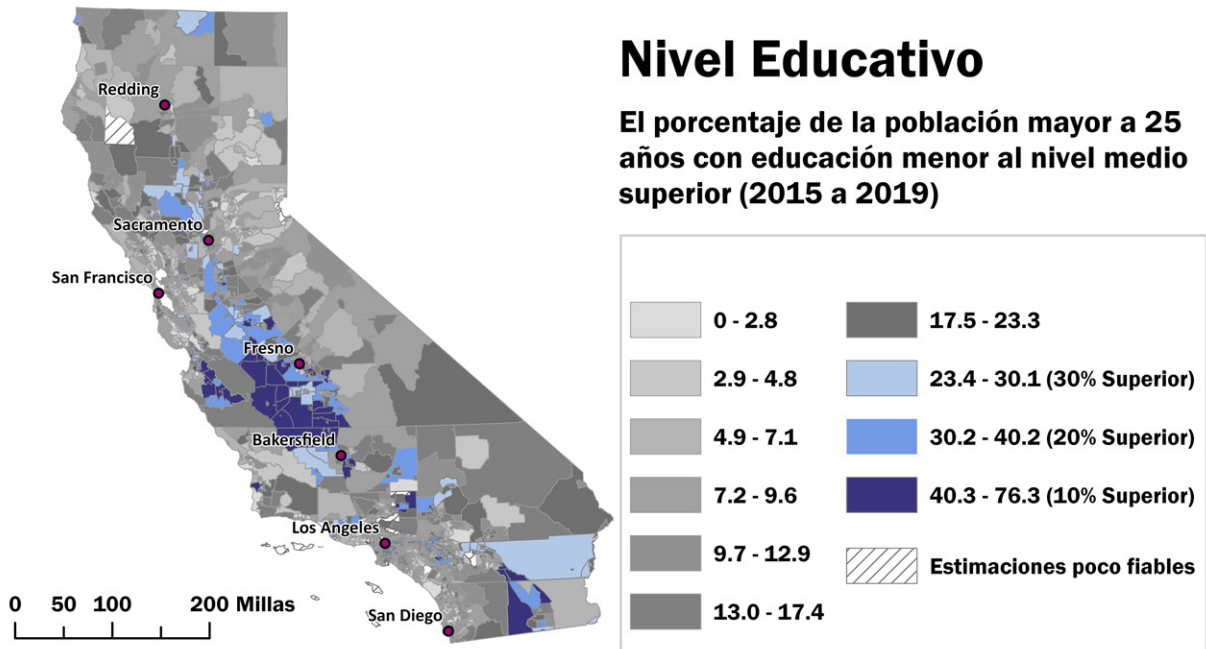 Nivel Educativo
El porcentaje de la población mayor a 25
años con educación menor al nivel medio
superior (2015 a 2019)
Redding
Sacramento
San Francisco
Fresno
Bakersfield
Los Angeles
San Diego
0 50 100 200 Millas
0 - 2.8
2.9 - 4.8
4.9 - 7.1
7.2 - 9.6
9.7 - 12.9
13.0 - 17.4
17.5 - 23.3
23.4 - 30.1 (30% Superior)
30.2 - 40.2 (20% Superior)
40.3 - 76.3 (10% Superior)
Estimaciones poco fiables